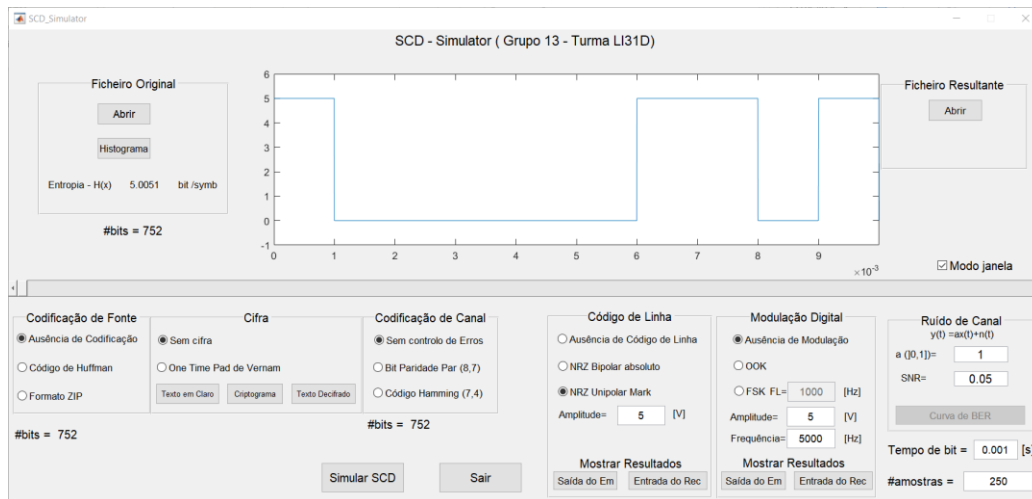 SCD_Simulator
SCD - Simulator ( Grupo 13 - Turma LI31D)
Ficheiro Original
Abrir
Histograma
Entropia - H(x) 5.0051 bit /symb
#bits = 752
6
5
4
3
2
1
0
-1
0 1 2 3 4 5 6 7 8 9
×10-3
Ficheiro Resultante
Abrir
Modo janela
Codificação de Fonte
Ausência de Codificação
Código de Huffman
Formato ZIP
#bits = 752
Cifra
Sem cifra
One Time Pad de Vernam
Texto em Claro Criptograma Texto Decifrado
Codificação de Canal
Sem controlo de Erros
Bit Paridade Par (8,7)
Código Hamming (7,4)
#bits = 752
Simular SCD Sair
Código de Linha
Ausência de Código de Linha
NRZ Bipolar absoluto
NRZ Unipolar Mark
Amplitude= 5 [V]
Mostrar Resultados
Saída do Em Entrada do Rec
Modulação Digital
Ausência de Modulação
OOK
FSK FL= 1000 [Hz]
Amplitude= 5 [V]
Frequência= 5000 [Hz]
Mostrar Resultados
Saída do Em Entrada do Rec
Ruído de Canal
y(t) =ax(t)+n(t)
a (]0,1])= 1
SNR= 0.05
Curva de BER
Tempo de bit = 0.001 [s]
#amostras = 250